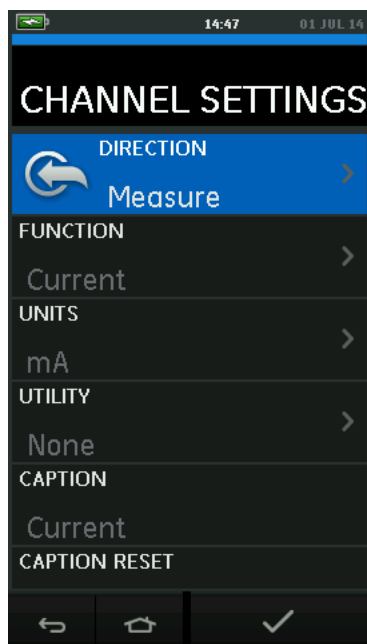 14:47 01 JUL 14
CHANNEL SETTINGS
DIRECTION
Measure
FUNCTION
Current
UNITS
mA
UTILITY
None
CAPTION
Current
CAPTION RESET